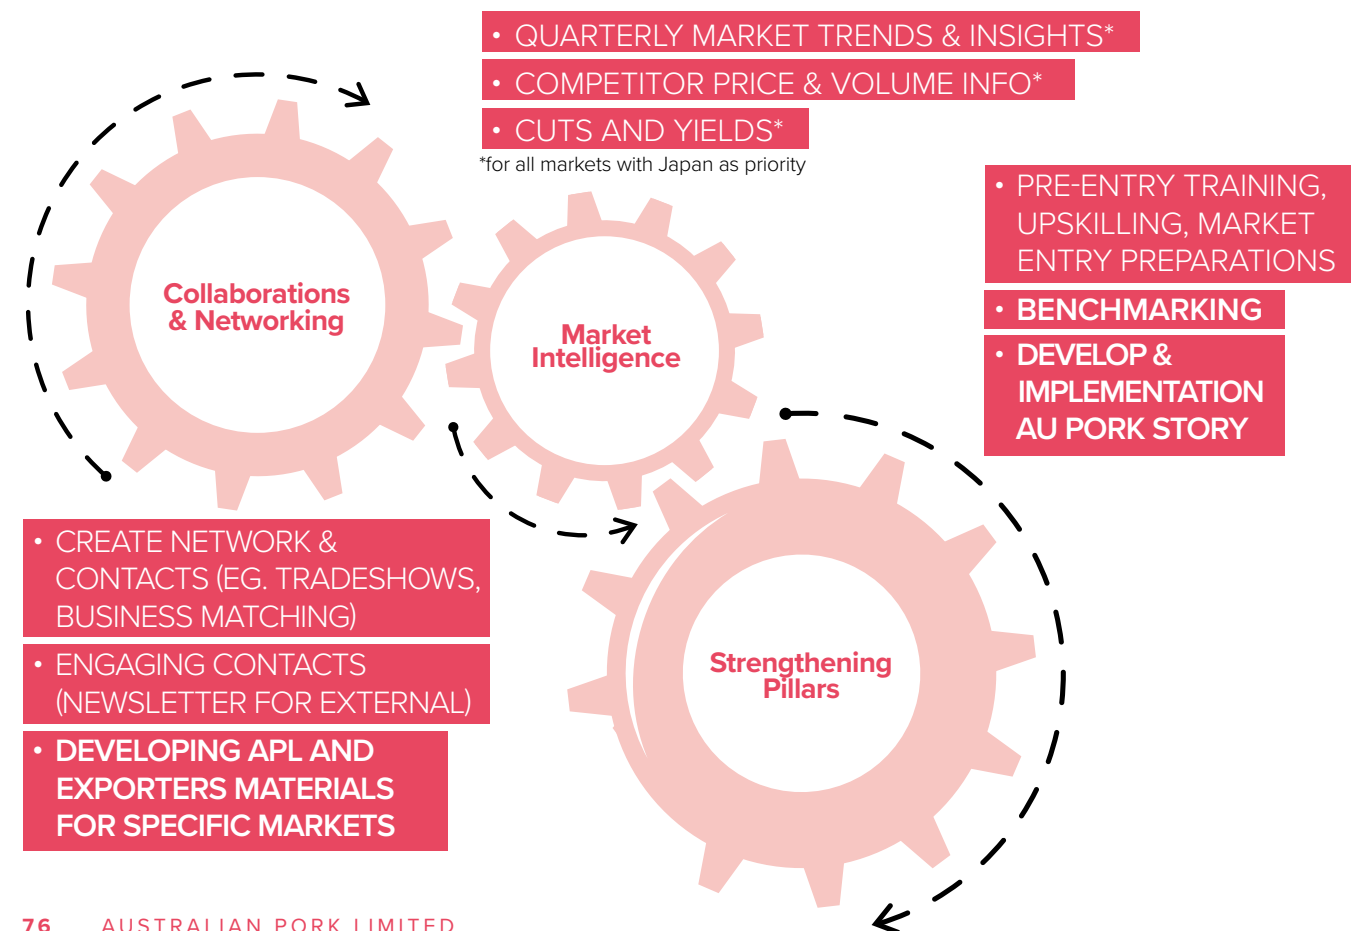 • QUARTERLY MARKET TRENDS & INSIGHTS*
• COMPETITOR PRICE & VOLUME INFO*
• CUTS AND YIELDS*
*for all markets with Japan as priority
• PRE-ENTRY TRAINING,
UPSKILLING, MARKET
ENTRY PREPARATIONS
• BENCHMARKING
• DEVELOP &
IMPLEMENTATION
AU PORK STORY
Collaborations
& Networking
Market
Intelligence
Strengthening
Pillars
• CREATE NETWORK &
CONTACTS (EG. TRADESHOWS,
BUSINESS MATCHING)
• ENGAGING CONTACTS
(NEWSLETTER FOR EXTERNAL)
• DEVELOPING APL AND
EXPORTERS MATERIALS
FOR SPECIFIC MARKETS
76 AUSTRALIAN PORK LIMITED